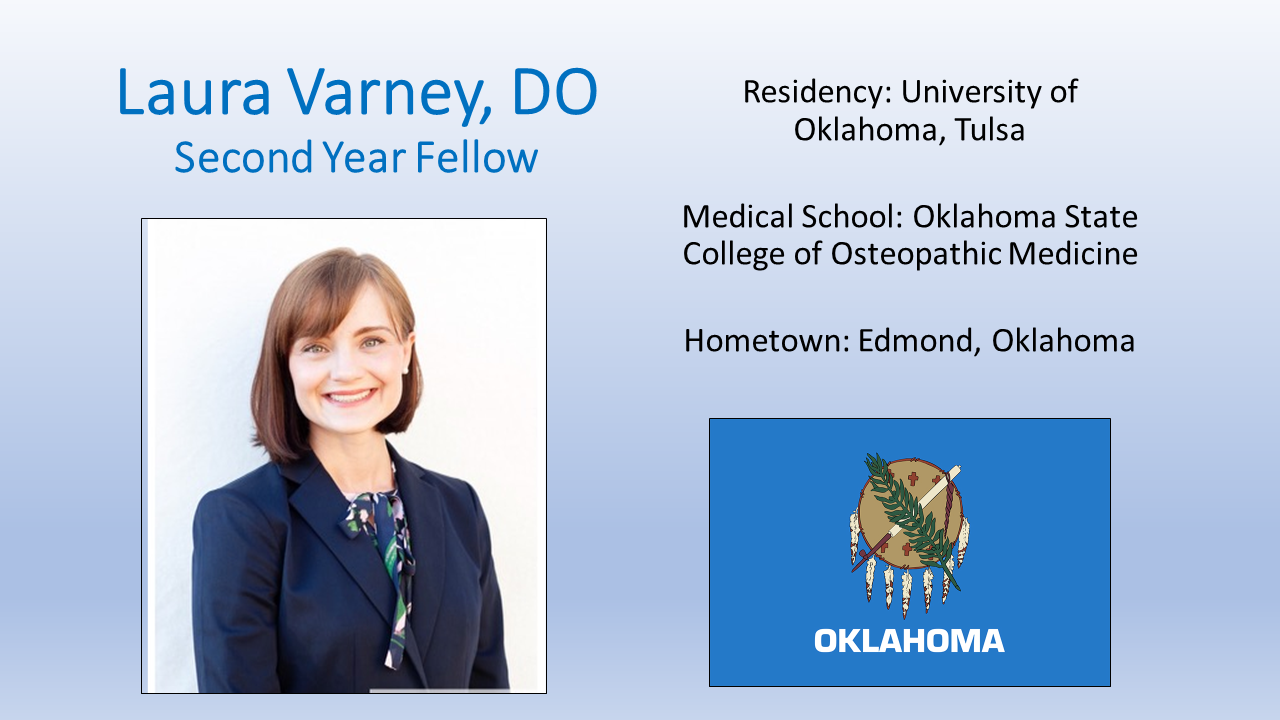 Laura Varney, DO
Second Year Fellow
Residency: University of
Oklahoma, Tulsa
Medical School: Oklahoma State
College of Osteopathic Medicine
Hometown: Edmond, Oklahoma
OKLAHOMA